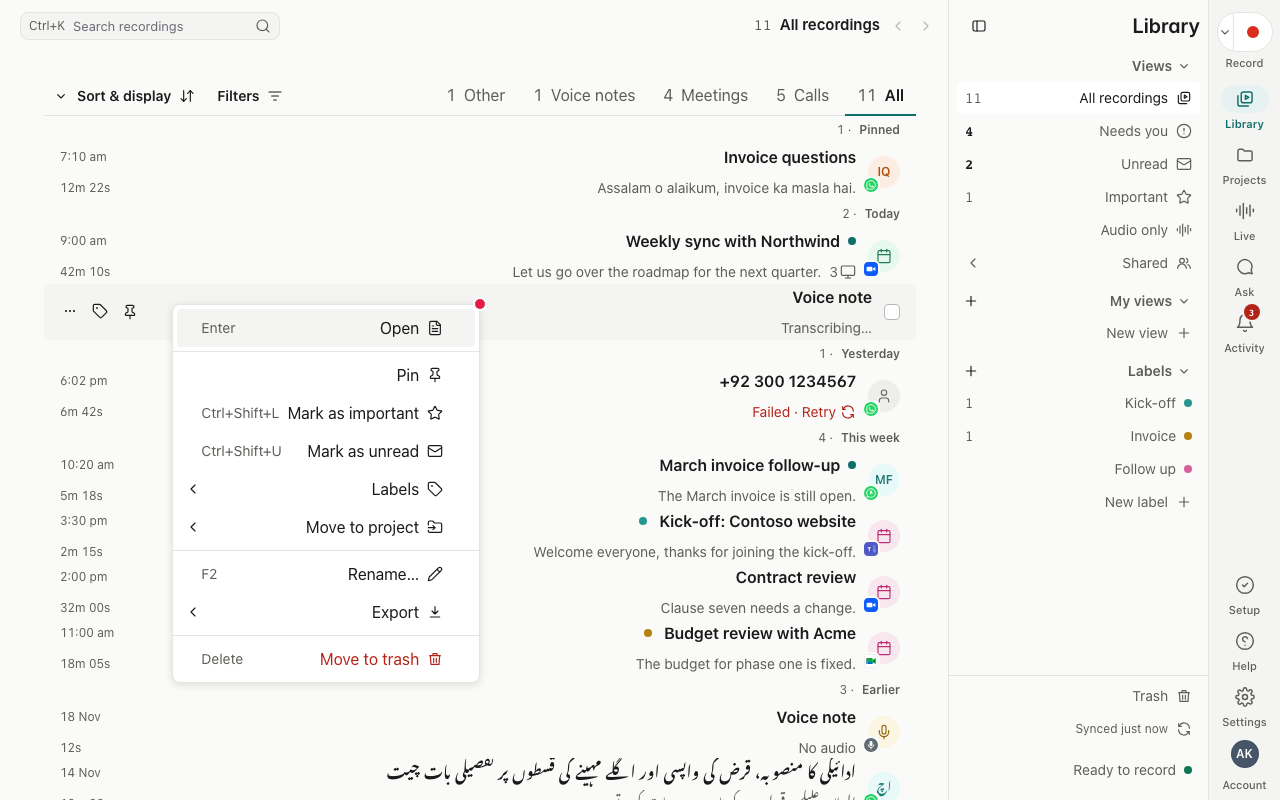 Ctrl+K Search recordings
11 All recordings
Sort & display
Filters
1 Other
1 Voice notes
4 Meetings
5 Calls
11 All
1 · Pinned
7:10 am
Invoice questions
IQ
12m 22s
Assalam o alaikum, invoice ka masla hai.
2 · Today
9:00 am
Weekly sync with Northwind
42m 10s
Let us go over the roadmap for the next quarter. 3
Voice note
Transcribing...
1 · Yesterday
6:02 pm
+92 300 1234567
6m 42s
Failed · Retry
4 · This week
10:20 am
March invoice follow-up
MF
5m 18s
The March invoice is still open.
3:30 pm
Kick-off: Contoso website
2m 15s
Welcome everyone, thanks for joining the kick-off.
2:00 pm
Contract review
32m 00s
Clause seven needs a change.
11:00 am
Budget review with Acme
18m 05s
The budget for phase one is fixed.
3 · Earlier
18 Nov
Voice note
12s
No audio
14 Nov
ادائیگی کا منصوبہ، قرض کی واپسی اور اگلے مہینے کی قسطوں پر تفصیلی بات چیت
اچ
Enter Open
Pin
Ctrl+Shift+L Mark as important
Ctrl+Shift+U Mark as unread
Labels
Move to project
F2 Rename...
Export
Delete Move to trash
Library
Views
11 All recordings
4 Needs you
2 Unread
1 Important
Audio only
Shared
My views
New view
Labels
1 Kick-off
1 Invoice
Follow up
New label
Trash
Synced just now
Ready to record
Record
Library
Projects
Live
Ask
3
Activity
Setup
Help
Settings
AK
Account